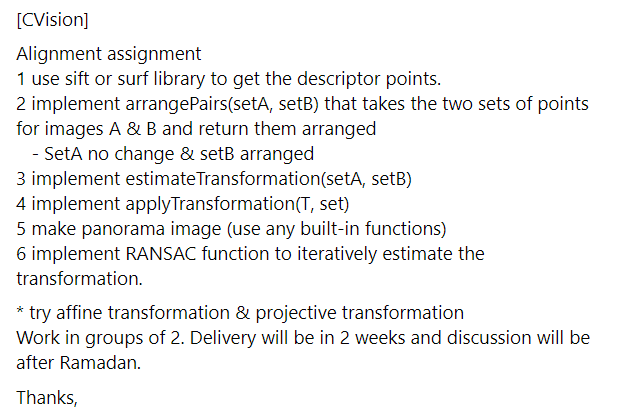 [CVision]
Alignment assignment
1 use sift or surf library to get the descriptor points.
2 implement arrangePairs(setA, setB) that takes the two sets of points
for images A & B and return them arranged
- SetA no change & setB arranged
3 implement estimateTransformation(setA, setB)
4 implement applyTransformation(T, set)
5 make panorama image (use any built-in functions)
6 implement RANSAC function to iteratively estimate the
transformation.
* try affine transformation & projective transformation
Work in groups of 2. Delivery will be in 2 weeks and discussion will be
after Ramadan.
Thanks,